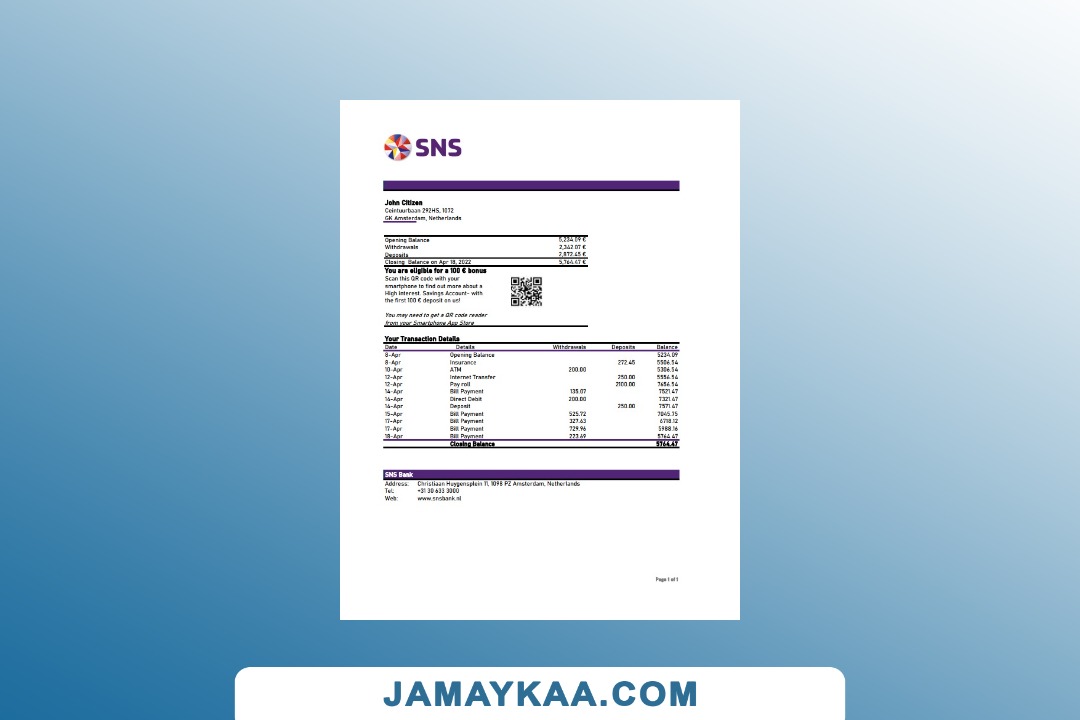 SNS
John Citizen
Ceintuurbaan 292HS, 1072
GK Amsterdam, Netherlands
Opening Balance 5,234.09 €
Withdrawals 2,342.07 €
Deposits 2,872.45 €
Closing Balance on Apr 18, 2022 5,764.47 €
You are eligible for a 100 € bonus
Scan this QR code with your
smartphone to find out more about a
High Interest Savings Account- with
the first 100 € deposit on us!
You may need to get a QR code reader
from your Smartphone App Store
Your Transaction Details
Date Details Withdrawals Deposits Balance
8-Apr Opening Balance 5234.09
8-Apr Insurance 272.45 5506.54
10-Apr ATM 200.00 5306.54
12-Apr Internet Transfer 250.00 5556.54
12-Apr Pay roll 2100.00 7656.54
14-Apr Bill Payment 135.07 7521.47
14-Apr Direct Debit 200.00 7321.47
14-Apr Deposit 250.00 7571.47
15-Apr Bill Payment 525.72 7045.75
17-Apr Bill Payment 327.63 6718.12
17-Apr Bill Payment 729.96 5988.16
18-Apr Bill Payment 223.69 5764.47
Closing Balance 5764.47
SNS Bank
Address: Christiaan Huygensplein 11, 1098 PZ Amsterdam, Netherlands
Tel: +31 30 633 3000
Web: www.snsbank.nl
Page 1 of 1
JAMAYKAA.COM